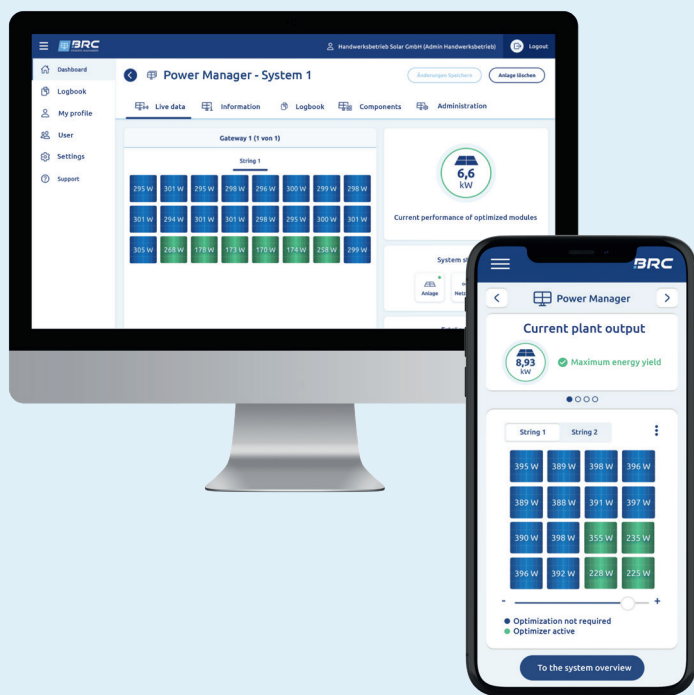 BRC
Handwerksbetrieb Solar GmbH (Admin Handwerksbetrieb)
Logout
Dashboard
Logbook
My profile
User
Settings
Support
Power Manager - System 1
Änderungen Speichern
Anlage löschen
Live data
Information
Logbook
Components
Administration
Gateway 1 (1 von 1)
String 1
295 W 301 W 295 W 298 W 296 W 300 W 299 W 298 W
301 W 294 W 301 W 301 W 298 W 295 W 300 W 301 W
305 W 268 W 178 W 173 W 170 W 174 W 258 W 299 W
6,6
kW
Current performance of optimized modules
System st
Anlage
BRC
Power Manager
Current plant output
8,93
kW
Maximum energy yield
String 1
String 2
395 W 389 W 398 W 396 W
389 W 388 W 391 W 397 W
390 W 398 W 355 W 235 W
396 W 392 W 228 W 225 W
- +
Optimization not required
Optimizer active
To the system overview